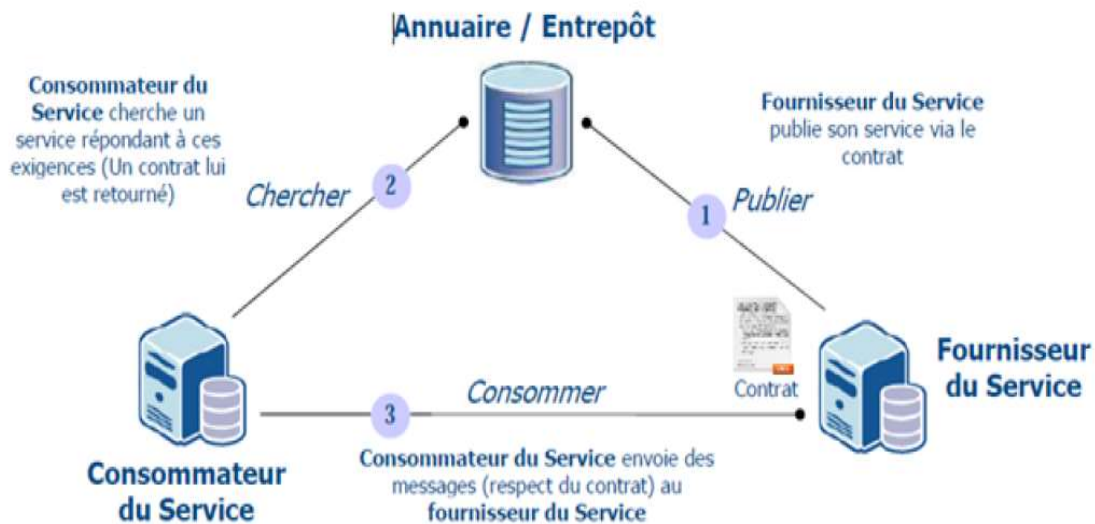 Annuaire / Entrepôt
Consommateur du
Service cherche un
service répondant à ces
exigences (Un contrat lui
est retourné)
Fournisseur du Service
publie son service via le
contrat
Chercher
2
1
Publier
Contrat
Fournisseur
du Service
3
Consommer
Consommateur
du Service
Consommateur du Service envoie des
messages (respect du contrat) au
fournisseur du Service